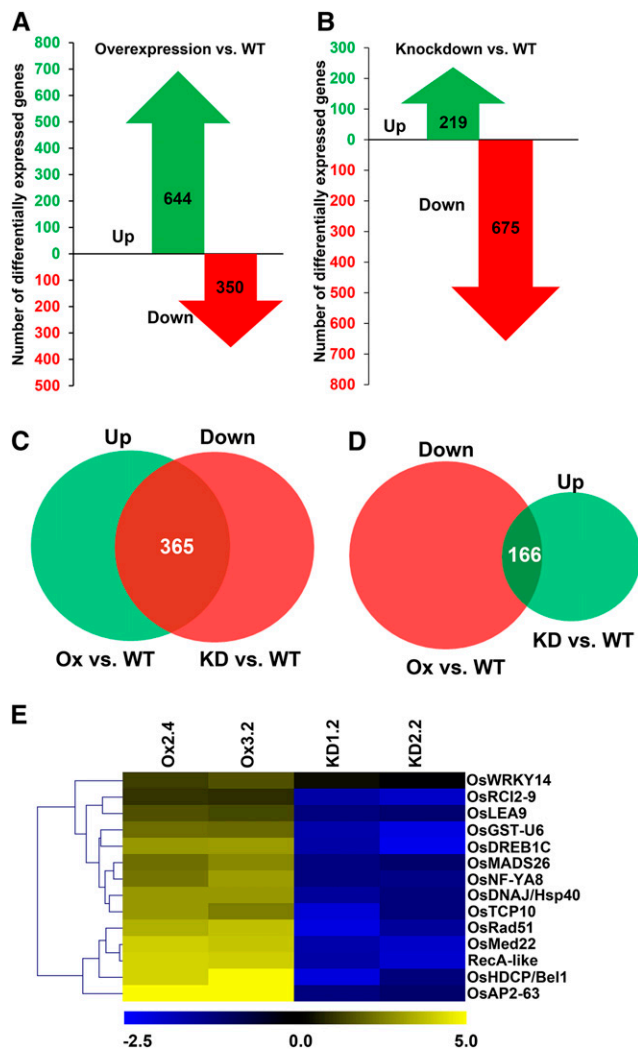 A
Number of differentially expressed genes
800
700
600
500
400
300
200
100
0
100
200
300
400
500
Overexpression vs. WT
644
Up
350
Down
B
Number of differentially expressed genes
300
200
100
0
100
200
300
400
500
600
700
800
Knockdown vs. WT
Up
219
Down
675
C
Up Down
365
Ox vs. WT KD vs. WT
D
Down
Up
166
KD vs. WT
Ox vs. WT
E
Ox2.4
Ox3.2
KD1.2
KD2.2
OsWRKY14
OsRCI2-9
OsLEA9
OsGST-U6
OsDREB1C
OsMADS26
OsNF-YA8
OsDNAJ/Hsp40
OsTCP10
OsRad51
OsMed22
RecA-like
OsHDCP/Bel1
OsAP2-63
-2.5 0.0 5.0